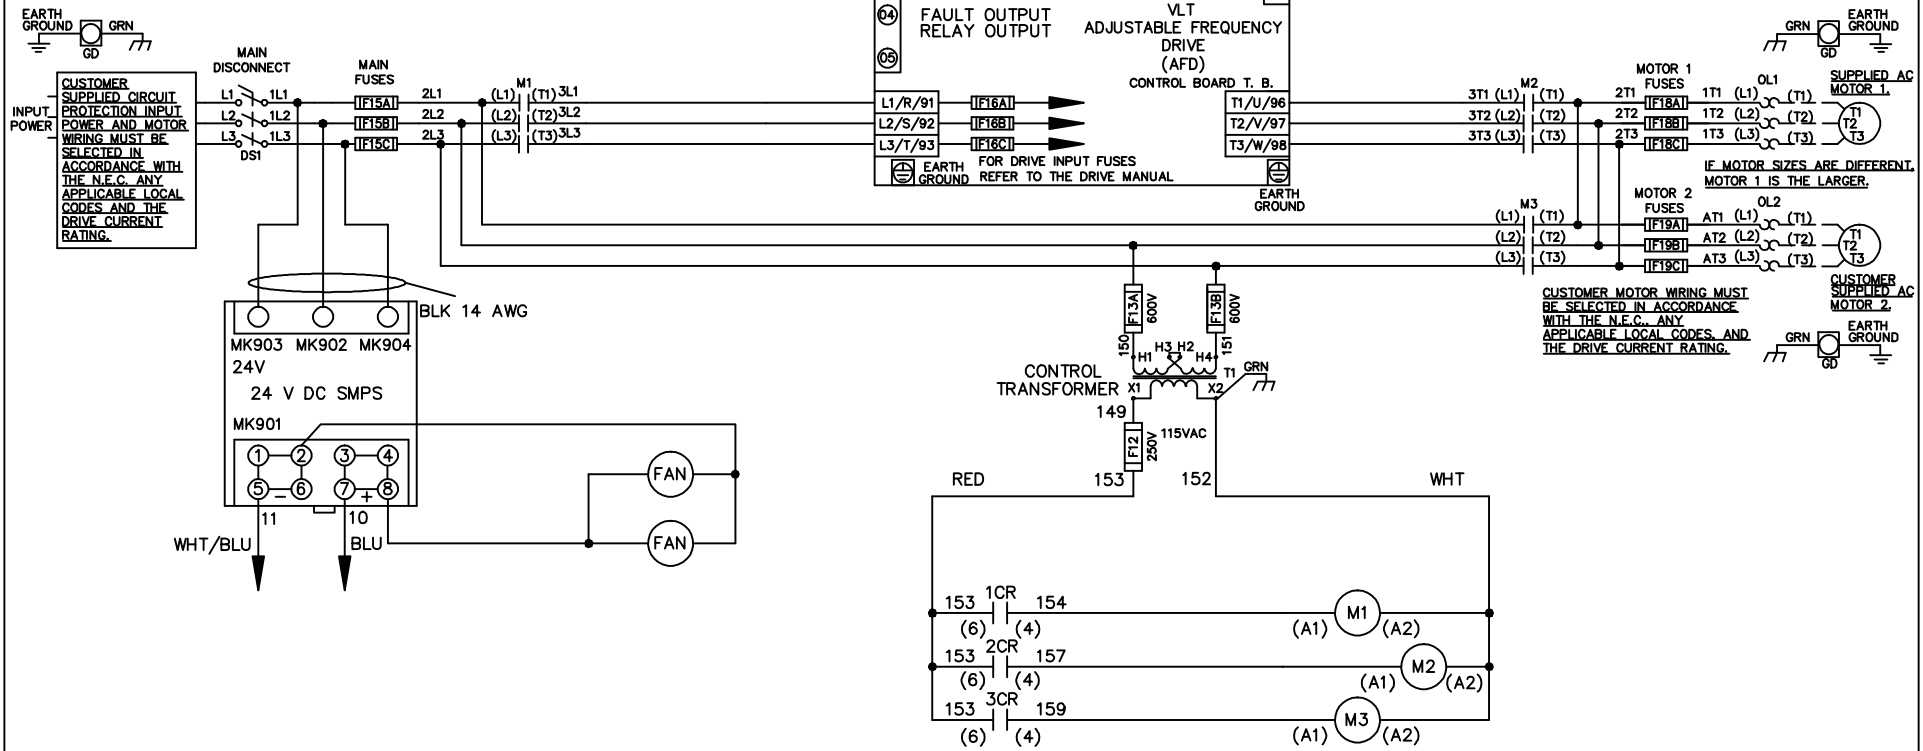 EARTH
GROUND
GRN
GD
04
05
FAULT OUTPUT
RELAY OUTPUT
VLT
ADJUSTABLE FREQUENCY
DRIVE
(AFD)
CONTROL BOARD T. B.
GRN
EARTH
GROUND
GD
INPUT
POWER
CUSTOMER
SUPPLIED CIRCUIT
PROTECTION INPUT
POWER AND MOTOR
WIRING MUST BE
SELECTED IN
ACCORDANCE WITH
THE N.E.C. ANY
APPLICABLE LOCAL
CODES AND THE
DRIVE CURRENT
RATING.
MAIN
DISCONNECT
L1 1L1
L2 1L2
L3 1L3
DS1
MAIN
FUSES
F15A
F15B
F15C
2L1
2L2
2L3
M1
(L1) (T1) 3L1
(L2) (T2) 3L2
(L3) (T3) 3L3
L1/R/91
L2/S/92
L3/T/93
F16A
F16B
F16C
EARTH
GROUND
FOR DRIVE INPUT FUSES
REFER TO THE DRIVE MANUAL
T1/U/96
T2/V/97
T3/W/98
EARTH
GROUND
M2
3T1 (L1) (T1)
3T2 (L2) (T2)
3T3 (L3) (T3)
MOTOR 1
FUSES
2T1 F18A 1T1
2T2 F18B 1T2
2T3 F18C 1T3
OL1
(L1) (T1)
(L2) (T2)
(L3) (T3)
SUPPLIED AC
MOTOR 1.
T1
T2
T3
IF MOTOR SIZES ARE DIFFERENT,
MOTOR 1 IS THE LARGER.
M3
(L1) (T1)
(L2) (T2)
(L3) (T3)
MOTOR 2
FUSES
F19A AT1
F19B AT2
F19C AT3
OL2
(L1) (T1)
(L2) (T2)
(L3) (T3)
T1
T2
T3
CUSTOMER
SUPPLIED AC
MOTOR 2.
CUSTOMER MOTOR WIRING MUST
BE SELECTED IN ACCORDANCE
WITH THE N.E.C., ANY
APPLICABLE LOCAL CODES, AND
THE DRIVE CURRENT RATING.
GRN
EARTH
GROUND
GD
BLK 14 AWG
MK903 MK902 MK904
24V
24 V DC SMPS
MK901
1 2 3 4
5 - 6 7 + 8
11
10
WHT/BLU
BLU
FAN
FAN
F13A
600V
F13B
600V
150
151
H1 H3 H2 H4
CONTROL
TRANSFORMER
X1 X2
T1
GRN
149
F12
250V
115VAC
153
152
RED
WHT
1CR
153 154
(6) (4)
M1
(A1) (A2)
2CR
153 157
(6) (4)
M2
(A1) (A2)
3CR
153 159
(6) (4)
M3
(A1) (A2)